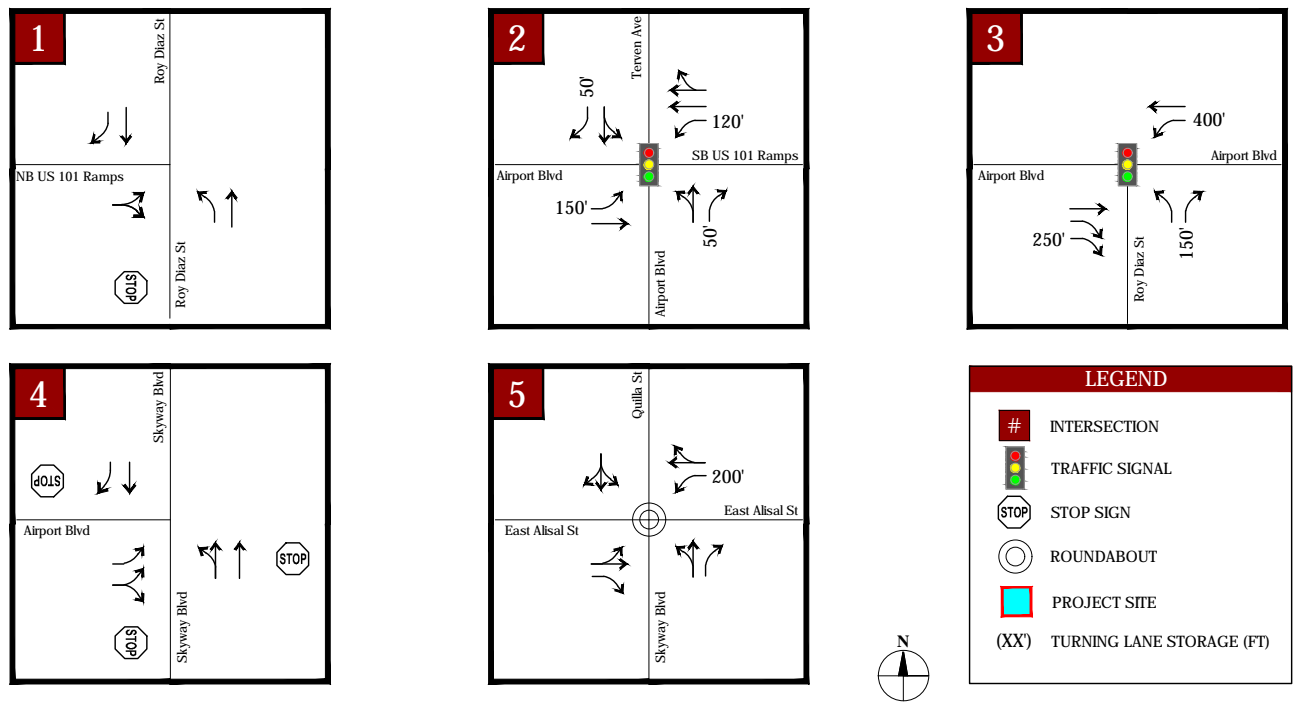 1
Roy Diaz St
NB US 101 Ramps
Roy Diaz St
STOP
2
Terven Ave
50'
120'
SB US 101 Ramps
Airport Blvd
150'
50'
Airport Blvd
3
400'
Airport Blvd
Airport Blvd
250'
150'
Roy Diaz St
4
Skyway Blvd
STOP
Airport Blvd
STOP
STOP
Skyway Blvd
5
Quilla St
200'
East Alisal St
East Alisal St
Skyway Blvd
N
LEGEND
# INTERSECTION
TRAFFIC SIGNAL
STOP STOP SIGN
ROUNDABOUT
PROJECT SITE
(XX') TURNING LANE STORAGE (FT)